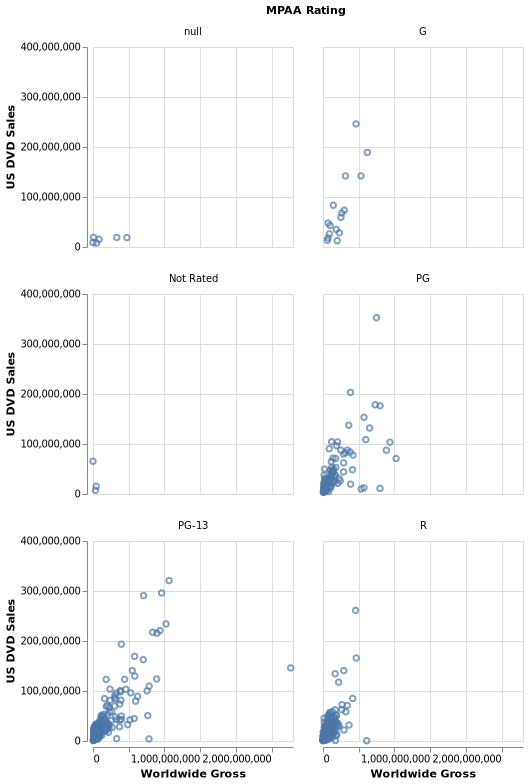 MPAA Rating
null
G
400,000,000
300,000,000
200,000,000
100,000,000
0
US DVD Sales
Not Rated
PG
400,000,000
300,000,000
200,000,000
100,000,000
0
US DVD Sales
PG-13
R
400,000,000
300,000,000
200,000,000
100,000,000
0
US DVD Sales
0 1,000,000,000 2,000,000,000
0 1,000,000,000 2,000,000,000
Worldwide Gross
Worldwide Gross